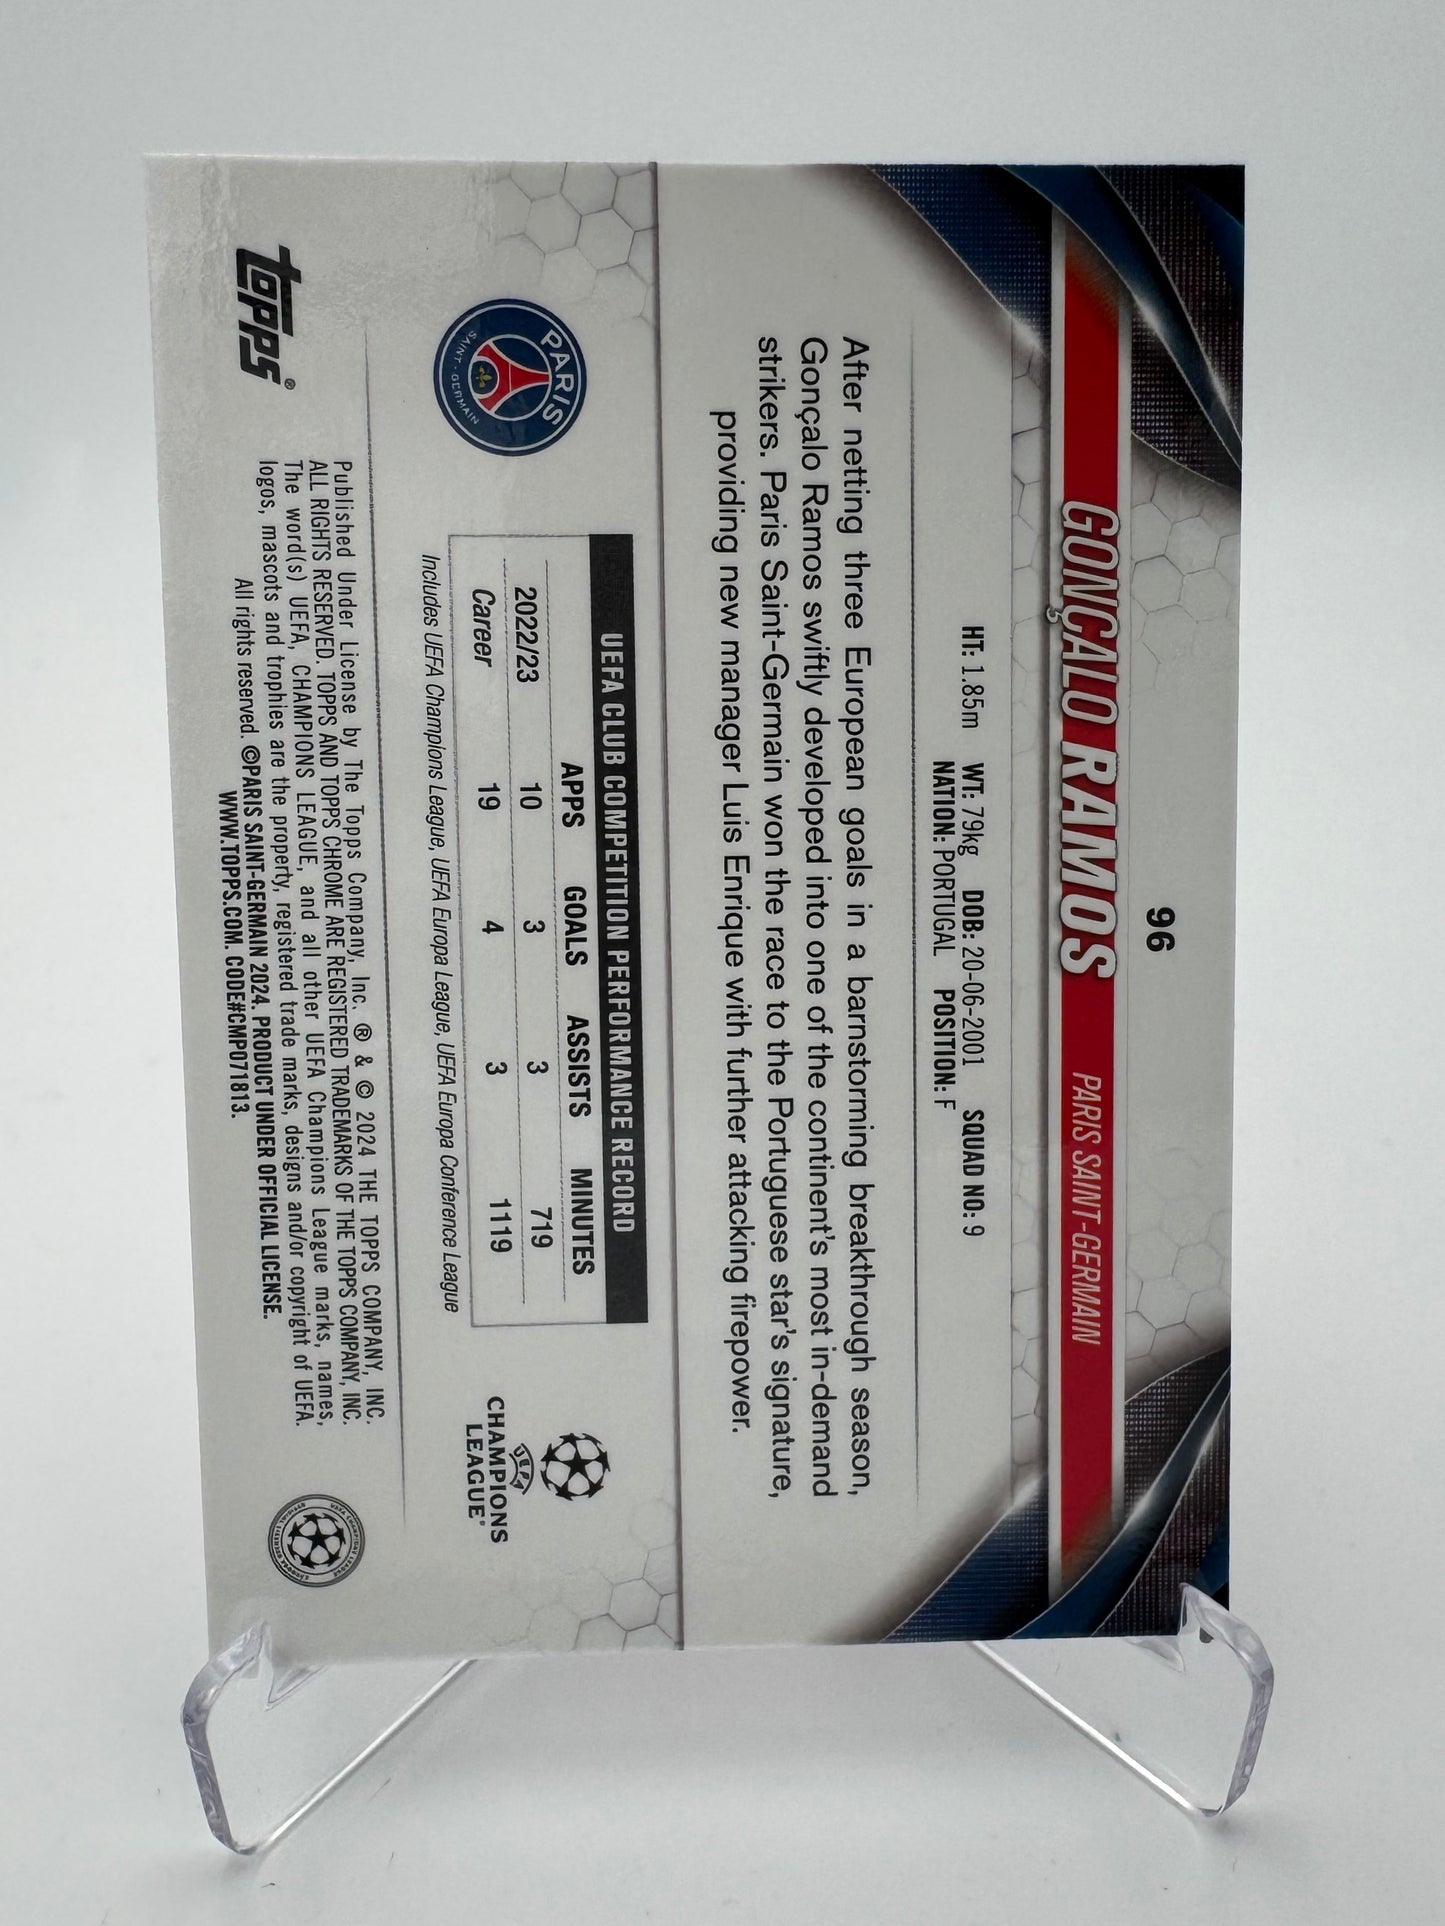 96
GONÇALO RAMOS PARIS SAINT-GERMAIN
HT: 1.85m WT: 79kg DOB: 20-06-2001 SQUAD NO: 9
NATION: PORTUGAL POSITION: F
After netting three European goals in a barnstorming breakthrough season,
Gonçalo Ramos swiftly developed into one of the continent's most in-demand
strikers. Paris Saint-Germain won the race to the Portuguese star's signature,
providing new manager Luis Enrique with further attacking firepower.
PARIS
SAINT-GERMAIN
UEFA CLUB COMPETITION PERFORMANCE RECORD
APPS GOALS ASSISTS MINUTES
2022/23 10 3 3 719
Career 19 4 3 1119
Includes UEFA Champions League, UEFA Europa League, UEFA Europa Conference League
UEFA
CHAMPIONS
LEAGUE®
topps®
Published Under License by The Topps Company, Inc. ® & © 2024 THE TOPPS COMPANY, INC.
ALL RIGHTS RESERVED. TOPPS AND TOPPS CHROME ARE REGISTERED TRADEMARKS OF THE TOPPS COMPANY, INC.
The word(s) UEFA, CHAMPIONS LEAGUE, and all other UEFA Champions League marks, names,
logos, mascots and trophies are the property, registered trade marks, designs and/or copyright of UEFA.
All rights reserved. ©PARIS SAINT-GERMAIN 2024. PRODUCT UNDER OFFICIAL LICENSE.
WWW.TOPPS.COM. CODE#CMP071813.